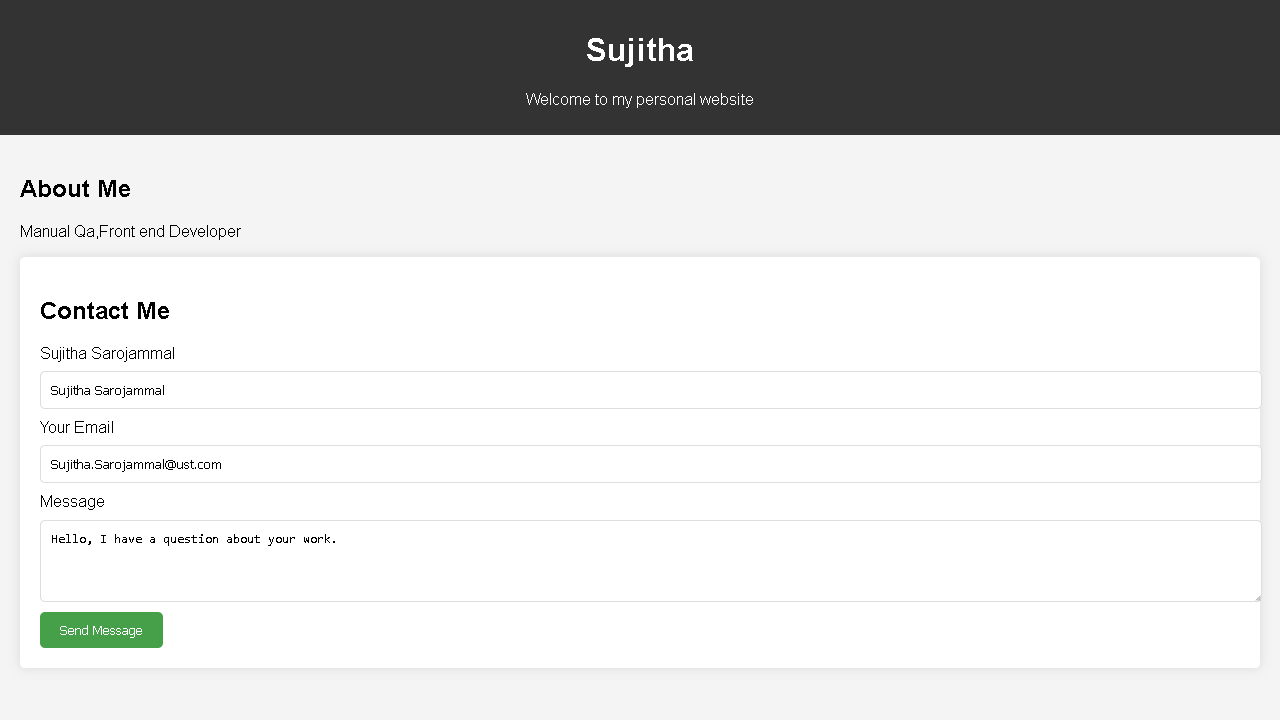 Sujitha
Welcome to my personal website
About Me
Manual Qa,Front end Developer
Contact Me
Sujitha Sarojammal
Sujitha Sarojammal
Your Email
Sujitha.Sarojammal@ust.com
Message
Hello, I have a question about your work.
Send Message